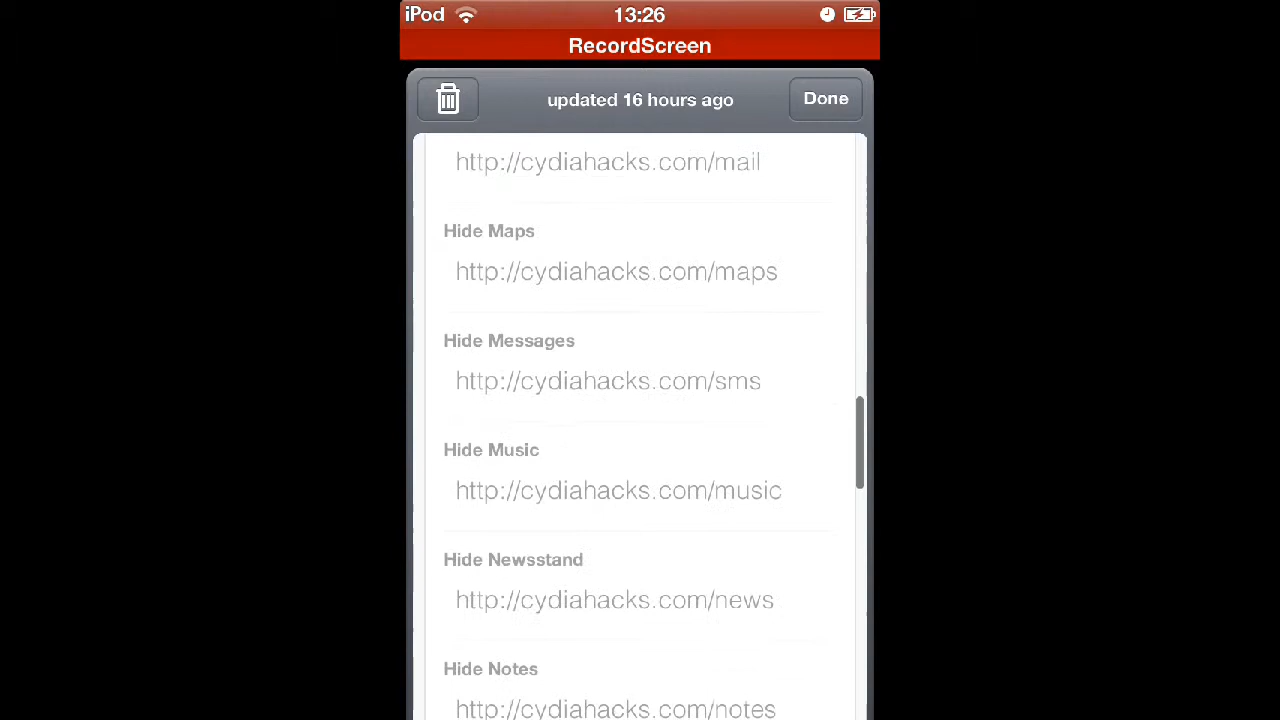 iPod 13:26
RecordScreen
updated 16 hours ago Done
http://cydiahacks.com/mail
Hide Maps
http://cydiahacks.com/maps
Hide Messages
http://cydiahacks.com/sms
Hide Music
http://cydiahacks.com/music
Hide Newsstand
http://cydiahacks.com/news
Hide Notes
http://cydiahacks.com/notes